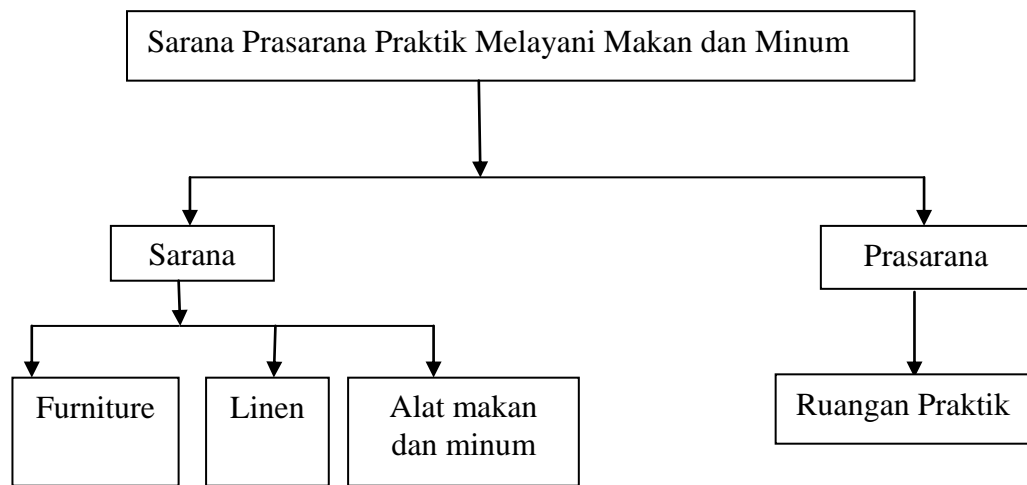 Sarana Prasarana Praktik Melayani Makan dan Minum
Sarana
Prasarana
Furniture
Linen
Alat makan
dan minum
Ruangan Praktik